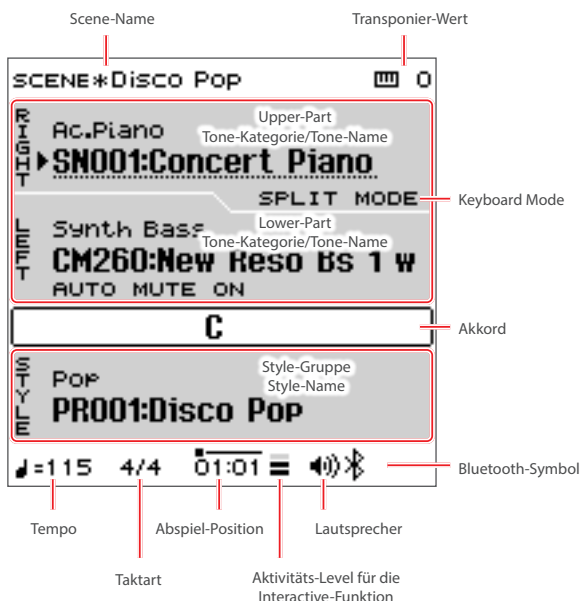 Scene-Name
Transponier-Wert
SCENE*DISCO POP 0
RIGHT
Upper-Part
Ac.Piano
Tone-Kategorie/Tone-Name
SN001:Concert Piano
SPLIT MODE
Keyboard Mode
LEFT
Lower-Part
Synth Bass
Tone-Kategorie/Tone-Name
CM260:New Reso Bs 1 w
AUTO MUTE ON
C
Akkord
STYLE
Style-Gruppe
Pop
Style-Name
PR001:Disco Pop
♩=115 4/4 01:01
Bluetooth-Symbol
Tempo
Abspiel-Position
Lautsprecher
Taktart
Aktivitäts-Level für die
Interactive-Funktion